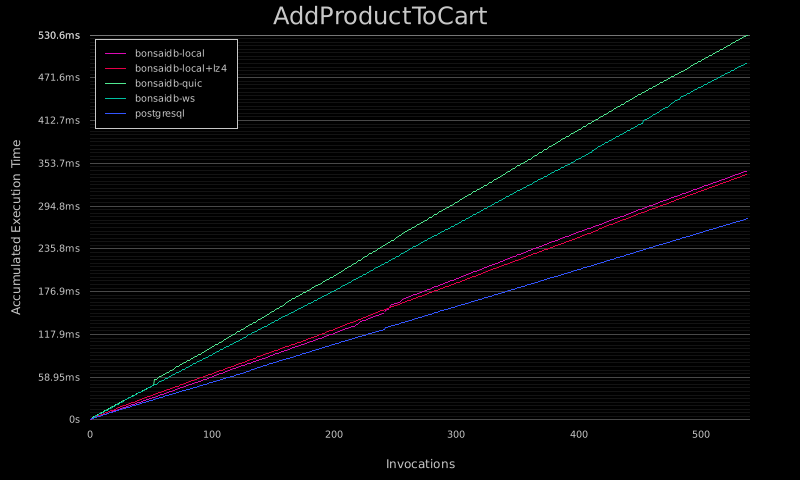 AddProductToCart
530.6ms
471.6ms
412.7ms
353.7ms
294.8ms
235.8ms
176.9ms
117.9ms
58.95ms
0s
Accumulated Execution Time
bonsaidb-local
bonsaidb-local+lz4
bonsaidb-quic
bonsaidb-ws
postgresql
0 100 200 300 400 500
Invocations